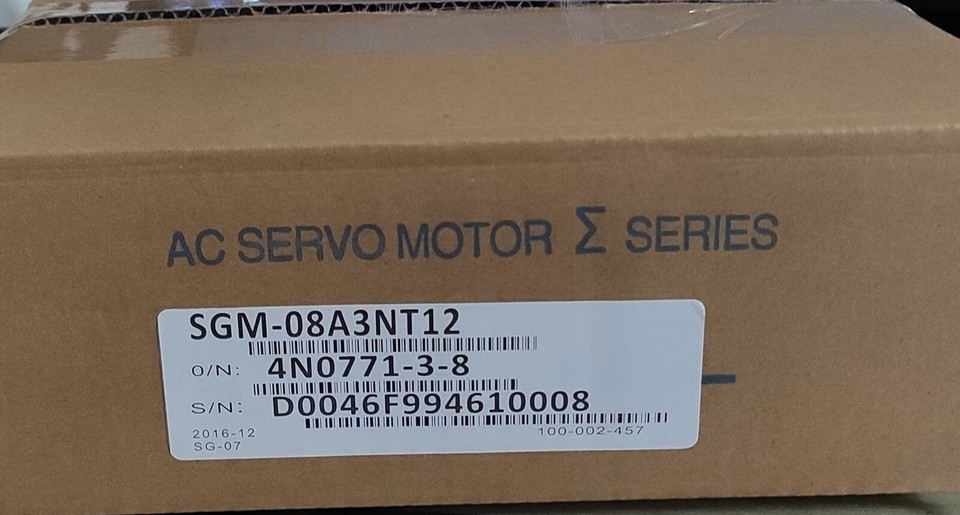 AC SERVO MOTOR Σ SERIES
SGM-08A3NT12
O/N: 4N0771-3-8
S/N: D0046F994610008
2016-12 100-002-457
SG-07